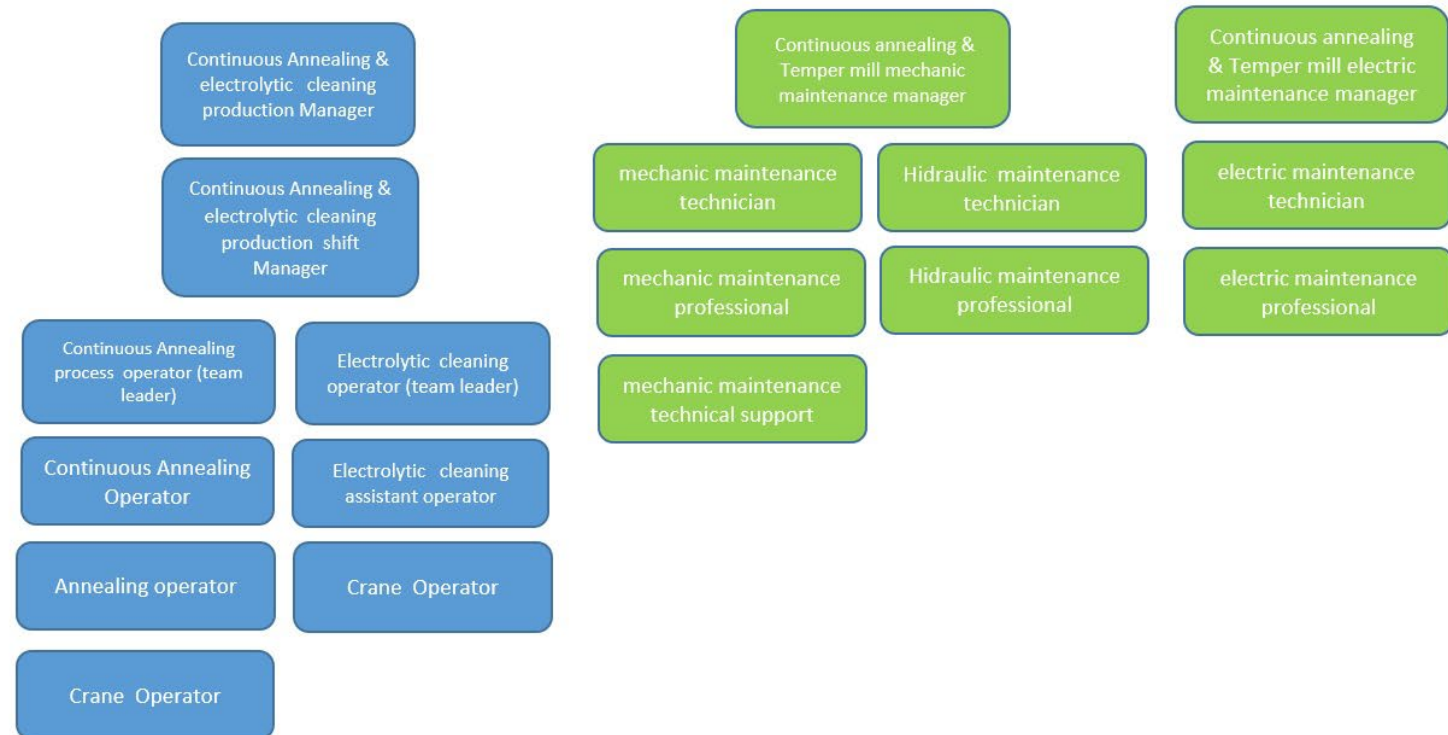 Continuous Annealing &
electrolytic cleaning
production Manager
Continuous Annealing &
electrolytic cleaning
production shift
Manager
Continuous Annealing
process operator (team
leader)
Electrolytic cleaning
operator (team leader)
Continuous Annealing
Operator
Electrolytic cleaning
assistant operator
Annealing operator
Crane Operator
Crane Operator
Continuous annealing &
Temper mill mechanic
maintenance manager
mechanic maintenance
technician
Hidraulic maintenance
technician
mechanic maintenance
professional
Hidraulic maintenance
professional
mechanic maintenance
technical support
Continuous annealing
& Temper mill electric
maintenance manager
electric maintenance
technician
electric maintenance
professional